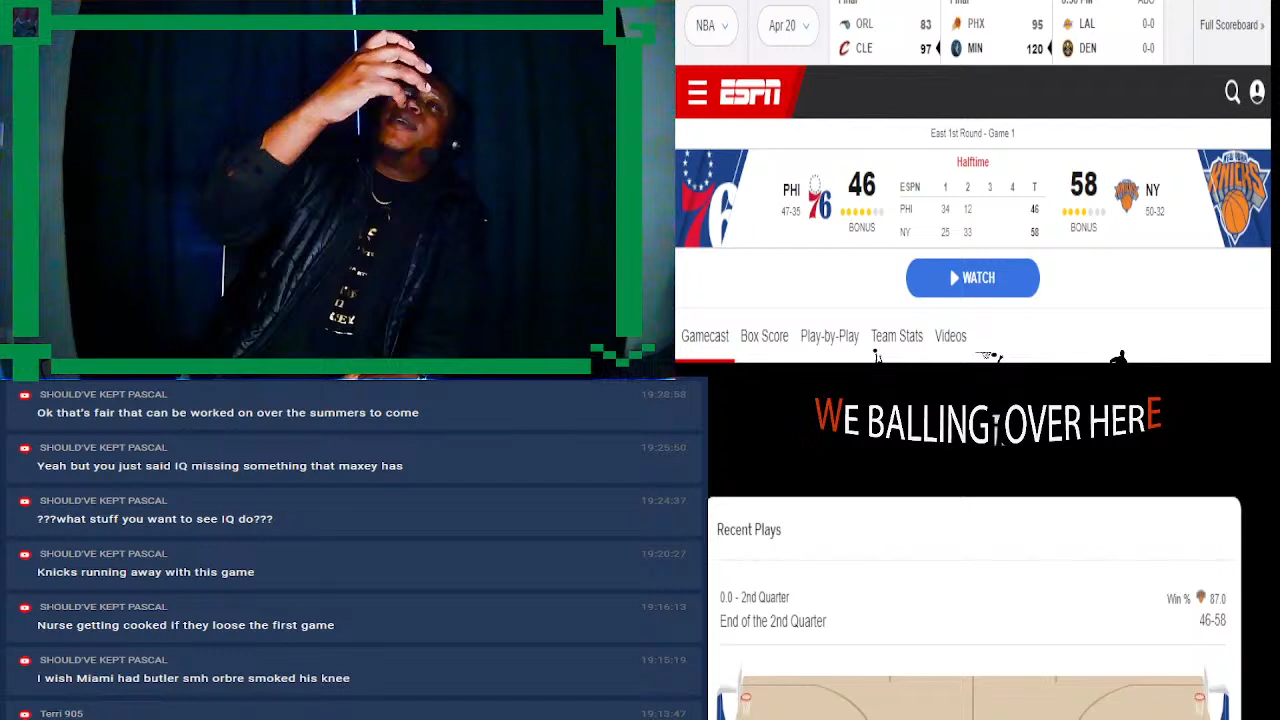 SHOULD'VE KEPT PASCAL 19:28:58
Ok that's fair that can be worked on over the summers to come
SHOULD'VE KEPT PASCAL 19:25:50
Yeah but you just said IQ missing something that maxey has
SHOULD'VE KEPT PASCAL 19:24:37
???what stuff you want to see IQ do???
SHOULD'VE KEPT PASCAL 19:20:27
Knicks running away with this game
SHOULD'VE KEPT PASCAL 19:16:13
Nurse getting cooked if they loose the first game
SHOULD'VE KEPT PASCAL 19:15:19
I wish Miami had butler smh orbre smoked his knee
Terri 905 19:13:47
NBA
Apr 20
ORL 83
CLE 97
PHX 95
MIN 120
LAL 0-0
DEN 0-0
Full Scoreboard »
ESPN
East 1st Round - Game 1
Halftime
PHI
47-35
76
46
BONUS
ESPN 1 2 3 4 T
PHI 34 12 46
NY 25 33 58
58
BONUS
NY
50-32
KNICKS
WATCH
Gamecast Box Score Play-by-Play Team Stats Videos
WE BALLING OVER HERE
Recent Plays
0.0 - 2nd Quarter Win % 87.0
End of the 2nd Quarter 46-58